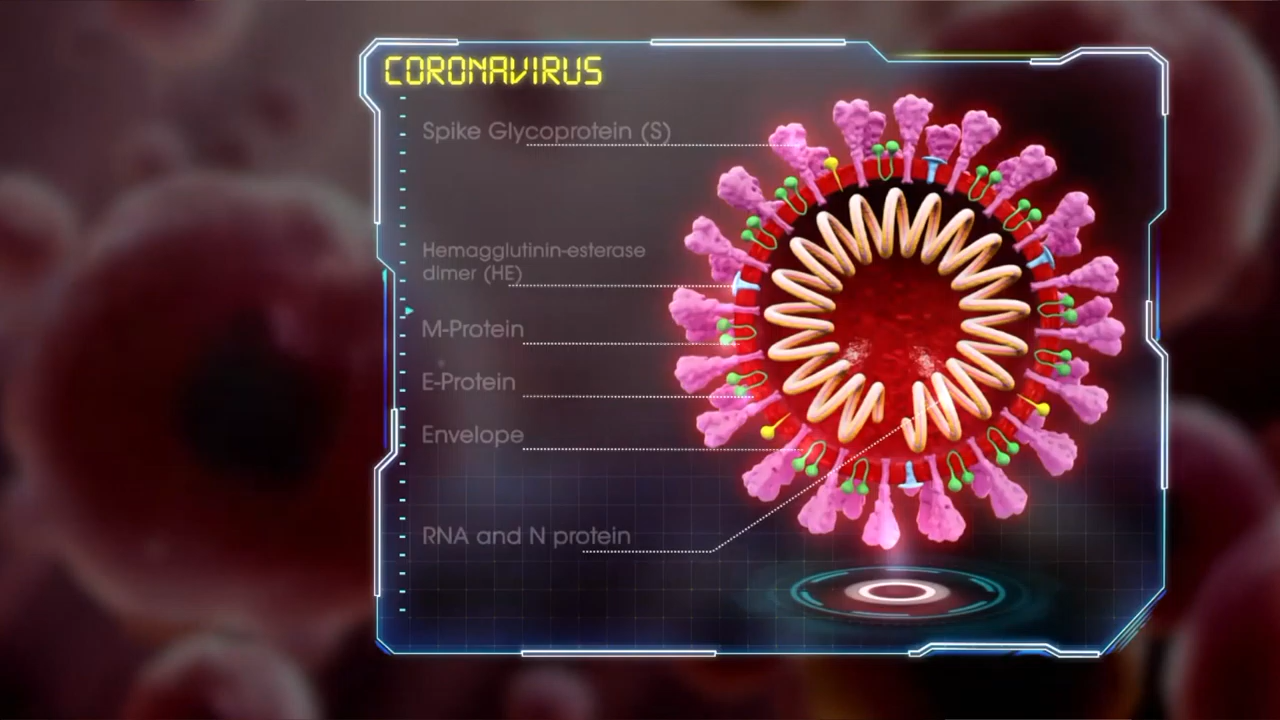 CORONAVIRUS
Spike Glycoprotein (S)
Hemagglutinin-esterase
dimer (HE)
M-Protein
E-Protein
Envelope
RNA and N protein